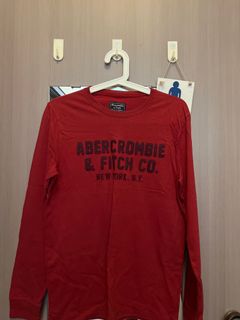 ABERCROMBIE
& FITCH CO.
NEW YORK, N.Y.